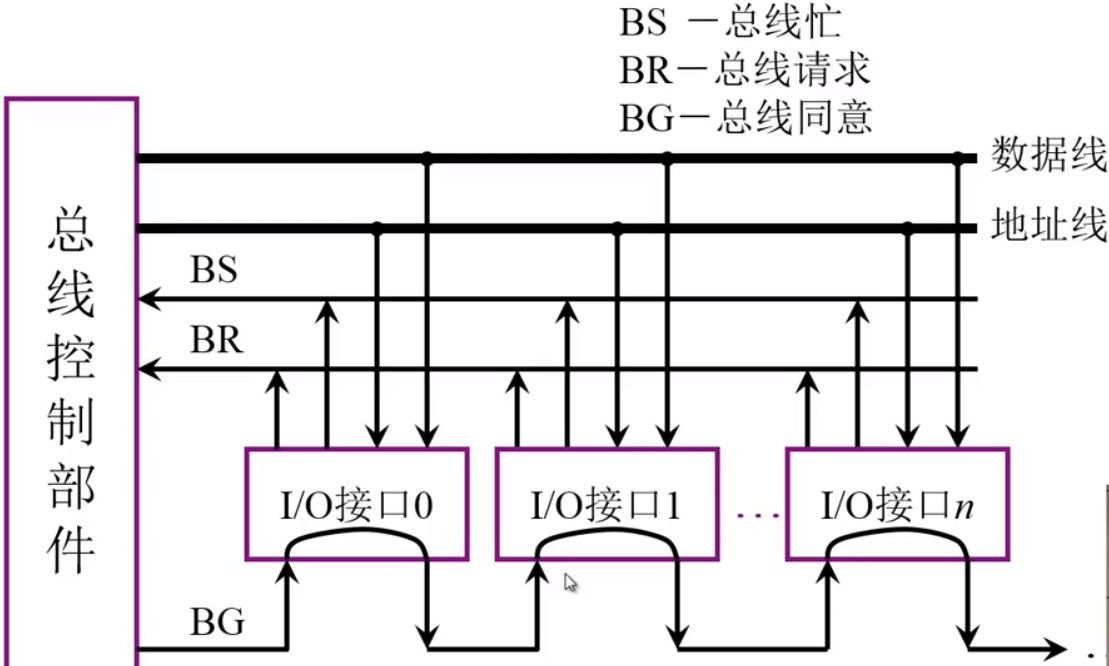 BS －总线忙
BR－总线请求
BG－总线同意
数据线
地址线
总线控制部件
BS
BR
I/O接口0
I/O接口1
…
I/O接口n
BG